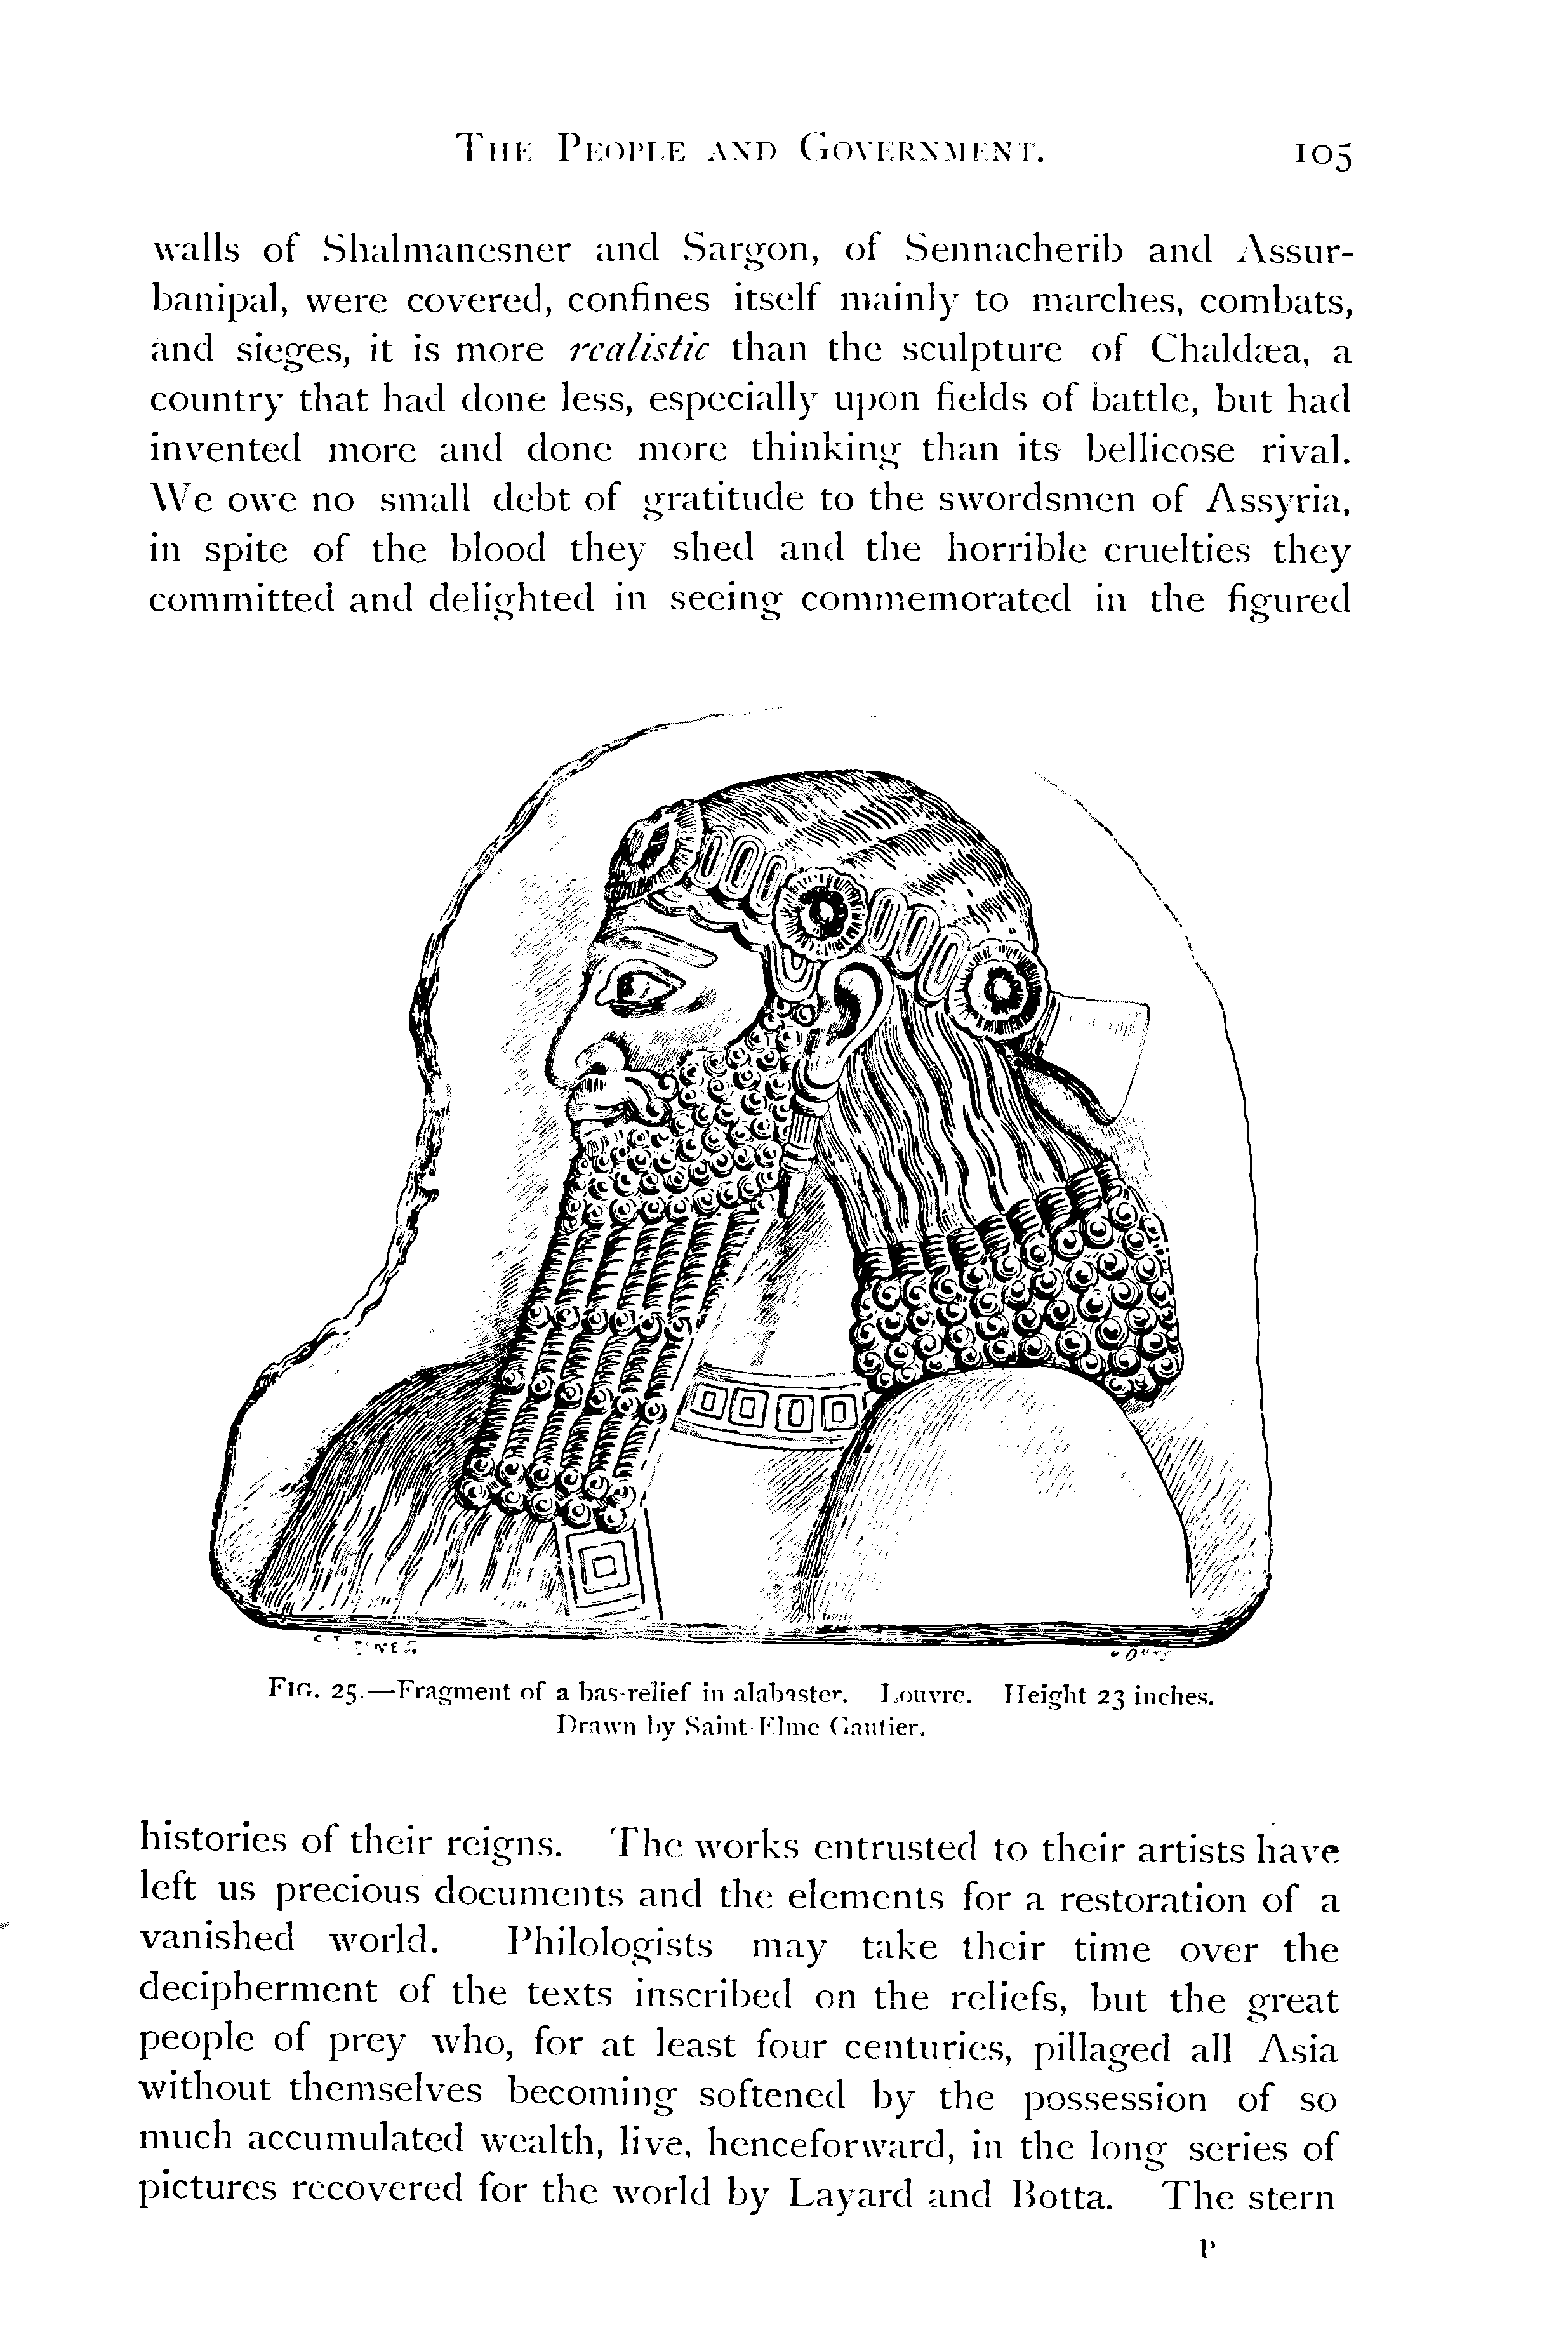 The People and Government. 105
walls of Shalmanesner and Sargon, of Sennacherib and Assur-
banipal, were covered, confines itself mainly to marches, combats,
and sieges, it is more realistic than the sculpture of Chaldæa, a
country that had done less, especially upon fields of battle, but had
invented more and done more thinking than its bellicose rival.
We owe no small debt of gratitude to the swordsmen of Assyria,
in spite of the blood they shed and the horrible cruelties they
committed and delighted in seeing commemorated in the figured
Fig. 25.—Fragment of a bas-relief in alabaster. Louvre. Height 23 inches.
Drawn by Saint-Elme Gautier.
histories of their reigns. The works entrusted to their artists have
left us precious documents and the elements for a restoration of a
vanished world. Philologists may take their time over the
decipherment of the texts inscribed on the reliefs, but the great
people of prey who, for at least four centuries, pillaged all Asia
without themselves becoming softened by the possession of so
much accumulated wealth, live, henceforward, in the long series of
pictures recovered for the world by Layard and Botta. The stern
P